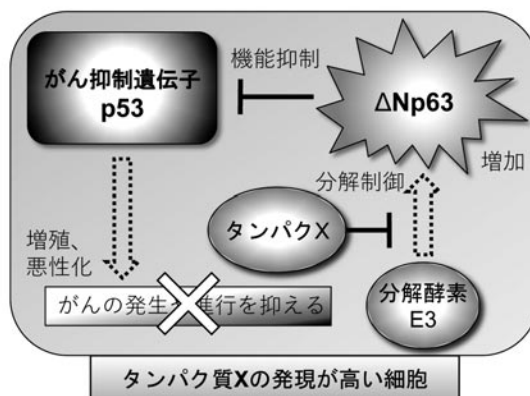 がん抑制遺伝子
p53
機能抑制
ΔNp63
増加
分解制御
タンパクX
増殖、
悪性化
がんの発生や進行を抑える
分解酵素
E3
タンパク質Xの発現が高い細胞